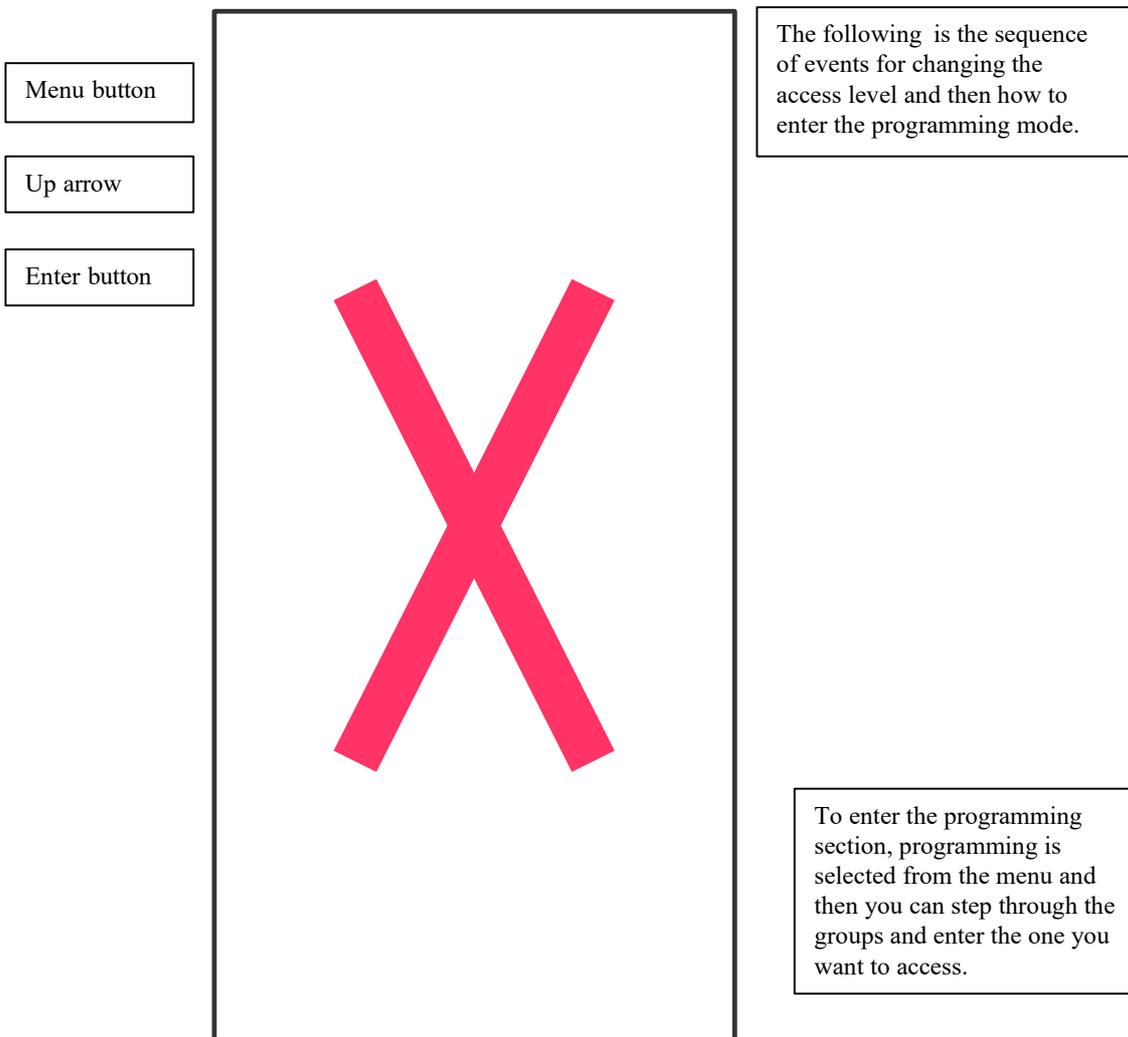 Menu button
Up arrow
Enter button
The following  is the sequence
of events for changing the
access level and then how to
enter the programming mode.
To enter the programming
section, programming is
selected from the menu and
then you can step through the
groups and enter the one you
want to access.